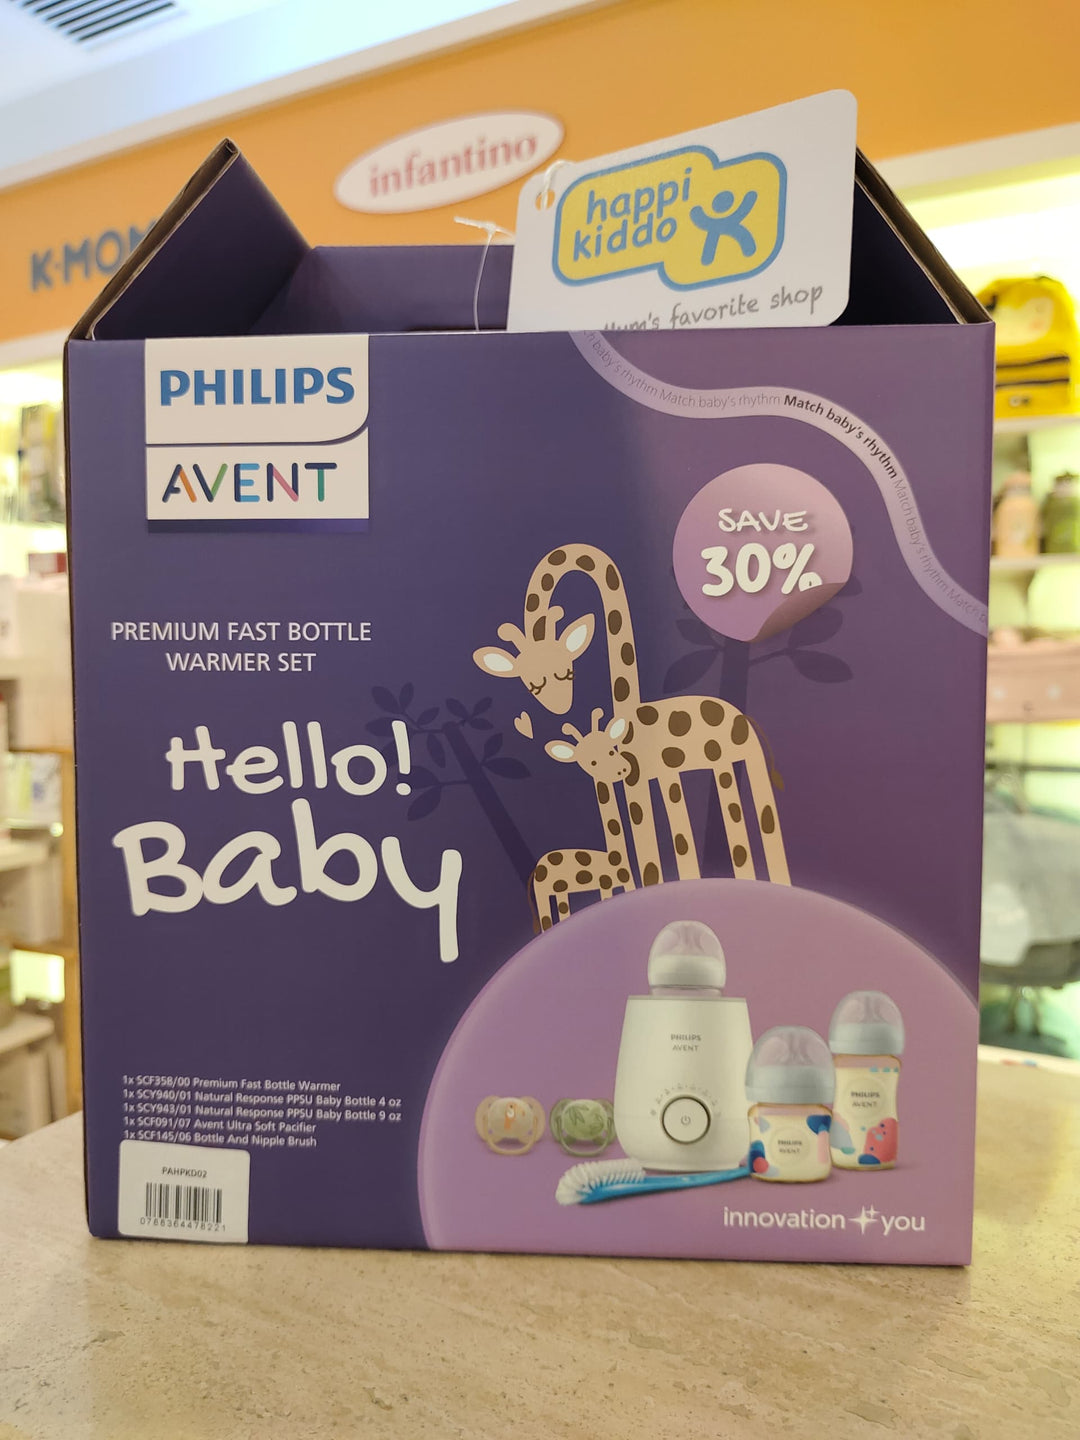 infantino
K-MOM
happi
kiddo
favorite shop
PHILIPS
AVENT
baby's rhythm Match baby's rhythm Match baby's rhythm Match baby's rhythm Match
SAVE
30%
PREMIUM FAST BOTTLE
WARMER SET
Hello!
Baby
1x SCF358/00 Premium Fast Bottle Warmer
1x SCY940/01 Natural Response PPSU Baby Bottle 4 oz
1x SCY943/01 Natural Response PPSU Baby Bottle 9 oz
1x SCF091/07 Avent Ultra Soft Pacifier
1x SCF145/06 Bottle And Nipple Brush
PAHPKD02
0788364478221
PHILIPS
AVENT
PHILIPS
AVENT
PHILIPS
AVENT
innovation you